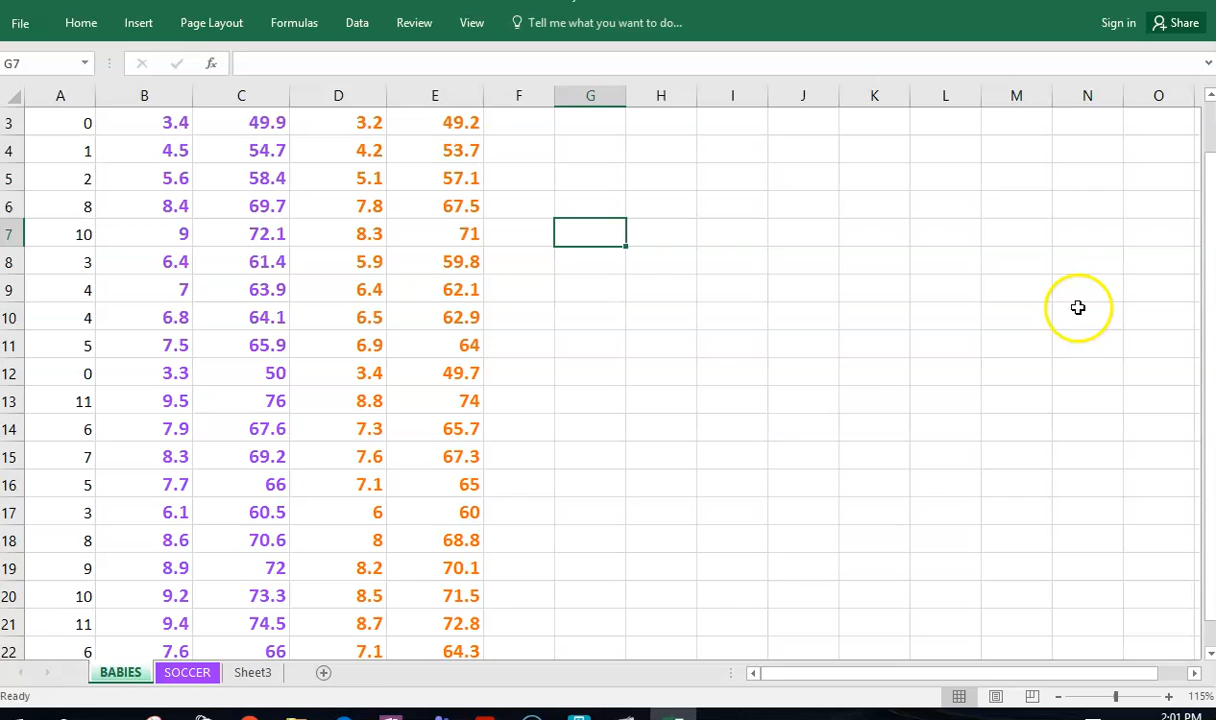 File Home Insert Page Layout Formulas Data Review View Tell me what you want to do... Sign in Share
G7 fx
A B C D E F G H I J K L M N O
3 0 3.4 49.9 3.2 49.2
4 1 4.5 54.7 4.2 53.7
5 2 5.6 58.4 5.1 57.1
6 8 8.4 69.7 7.8 67.5
7 10 9 72.1 8.3 71
8 3 6.4 61.4 5.9 59.8
9 4 7 63.9 6.4 62.1
10 4 6.8 64.1 6.5 62.9
11 5 7.5 65.9 6.9 64
12 0 3.3 50 3.4 49.7
13 11 9.5 76 8.8 74
14 6 7.9 67.6 7.3 65.7
15 7 8.3 69.2 7.6 67.3
16 5 7.7 66 7.1 65
17 3 6.1 60.5 6 60
18 8 8.6 70.6 8 68.8
19 9 8.9 72 8.2 70.1
20 10 9.2 73.3 8.5 71.5
21 11 9.4 74.5 8.7 72.8
22 6 7.6 66 7.1 64.3
BABIES SOCCER Sheet3
Ready 115%
2:01 PM